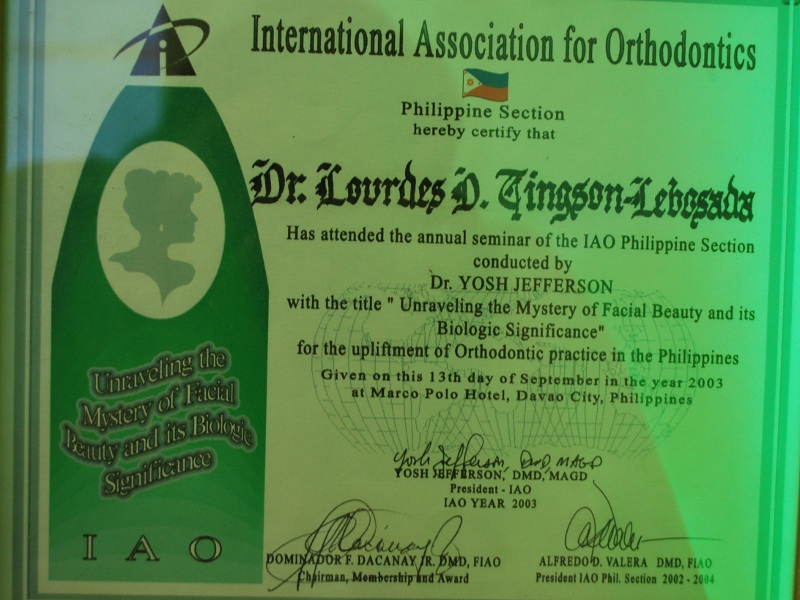 International Association for Orthodontics
Philippine Section
hereby certify that
Dr. Lourdes D. Tingson-Lebosada
Has attended the annual seminar of the IAO Philippine Section
conducted by
Dr. YOSH JEFFERSON
with the title " Unraveling the Mystery of Facial Beauty and its
Biologic Significance"
for the upliftment of Orthodontic practice in the Philippines
Given on this 13th day of September in the year 2003
at Marco Polo Hotel, Davao City, Philippines
Unraveling the
Mystery of Facial
Beauty and its Biologic
Significance
IAO
Yosh Jefferson, DMD, MAGD
YOSH JEFFERSON, DMD, MAGD
President - IAO
IAO YEAR 2003
DOMINADOR F. DACANAY JR. DMD, FIAO
Chairman, Membership and Award
ALFREDO D. VALERA DMD, FIAO
President IAO Phil. Section 2002 - 2004